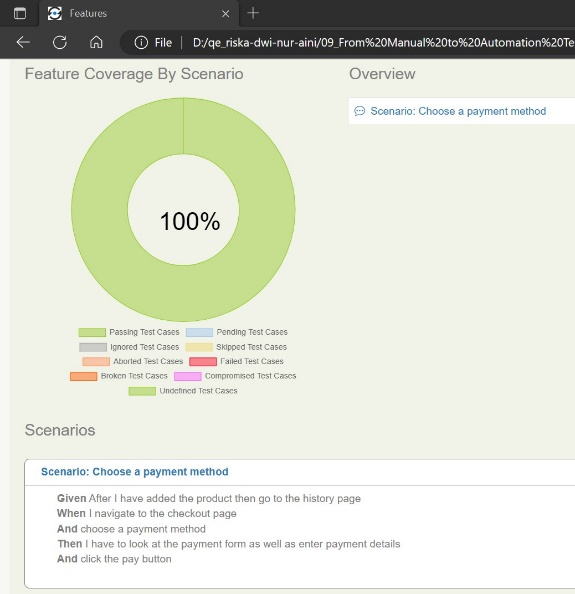 Features
File | D:/qe_riska-dwi-nur-aini/09_From%20Manual%20to%20Automation%20Te
Feature Coverage By Scenario
Overview
Scenario: Choose a payment method
100%
Passing Test Cases
Pending Test Cases
Ignored Test Cases
Skipped Test Cases
Aborted Test Cases
Failed Test Cases
Broken Test Cases
Compromised Test Cases
Undefined Test Cases
Scenarios
Scenario: Choose a payment method
Given After I have added the product then go to the history page
When I navigate to the checkout page
And choose a payment method
Then I have to look at the payment form as well as enter payment details
And click the pay button